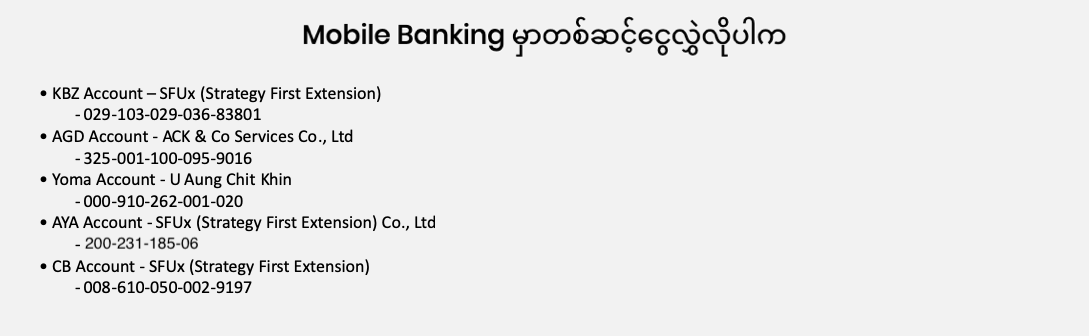 Mobile Banking မှာတစ်ဆင့်ငွေလွှဲလိုပါက
• KBZ Account – SFUx (Strategy First Extension)
- 029-103-029-036-83801
• AGD Account - ACK & Co Services Co., Ltd
- 325-001-100-095-9016
• Yoma Account - U Aung Chit Khin
- 000-910-262-001-020
• AYA Account - SFUx (Strategy First Extension) Co., Ltd
- 200-231-185-06
• CB Account - SFUx (Strategy First Extension)
- 008-610-050-002-9197